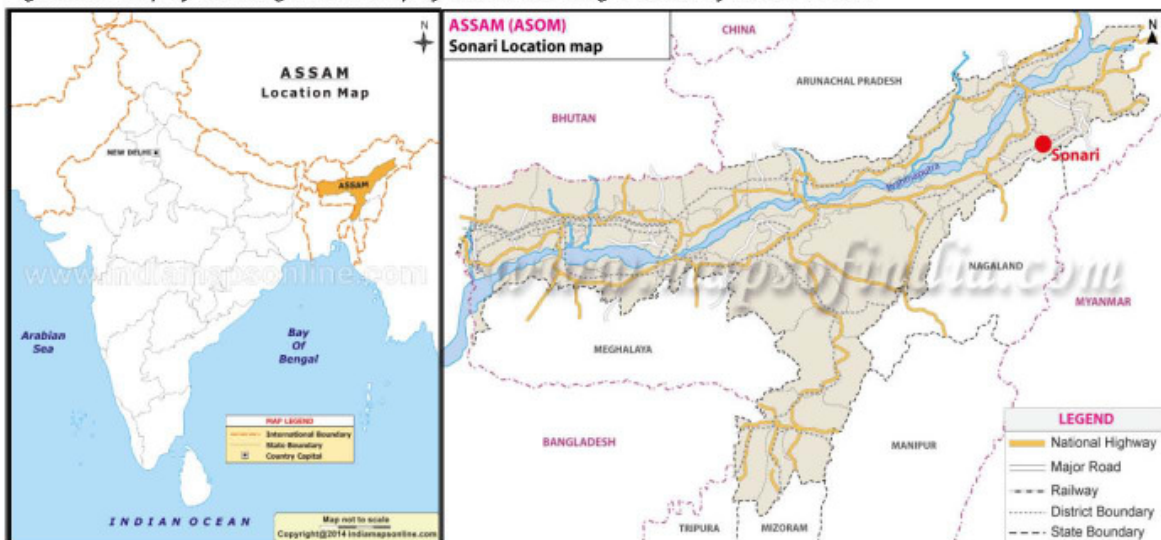 ASSAM
Location Map
N
NEW DELHI
ASSAM
www.indiamapsonline.com
Arabian
Sea
Bay
Of
Bengal
MAP LEGEND
International Boundary
State Boundary
Country Capital
INDIAN OCEAN
Map not to scale
Copyright@2014 indiamapsonline.com
ASSAM (ASOM)
Sonari Location map
CHINA
N
ARUNACHAL PRADESH
BHUTAN
Sonari
Brahmaputra
www.mapsofindia.com
NAGALAND
MYANMAR
MEGHALAYA
BANGLADESH
MANIPUR
TRIPURA
MIZORAM
LEGEND
National Highway
Major Road
Railway
District Boundary
State Boundary